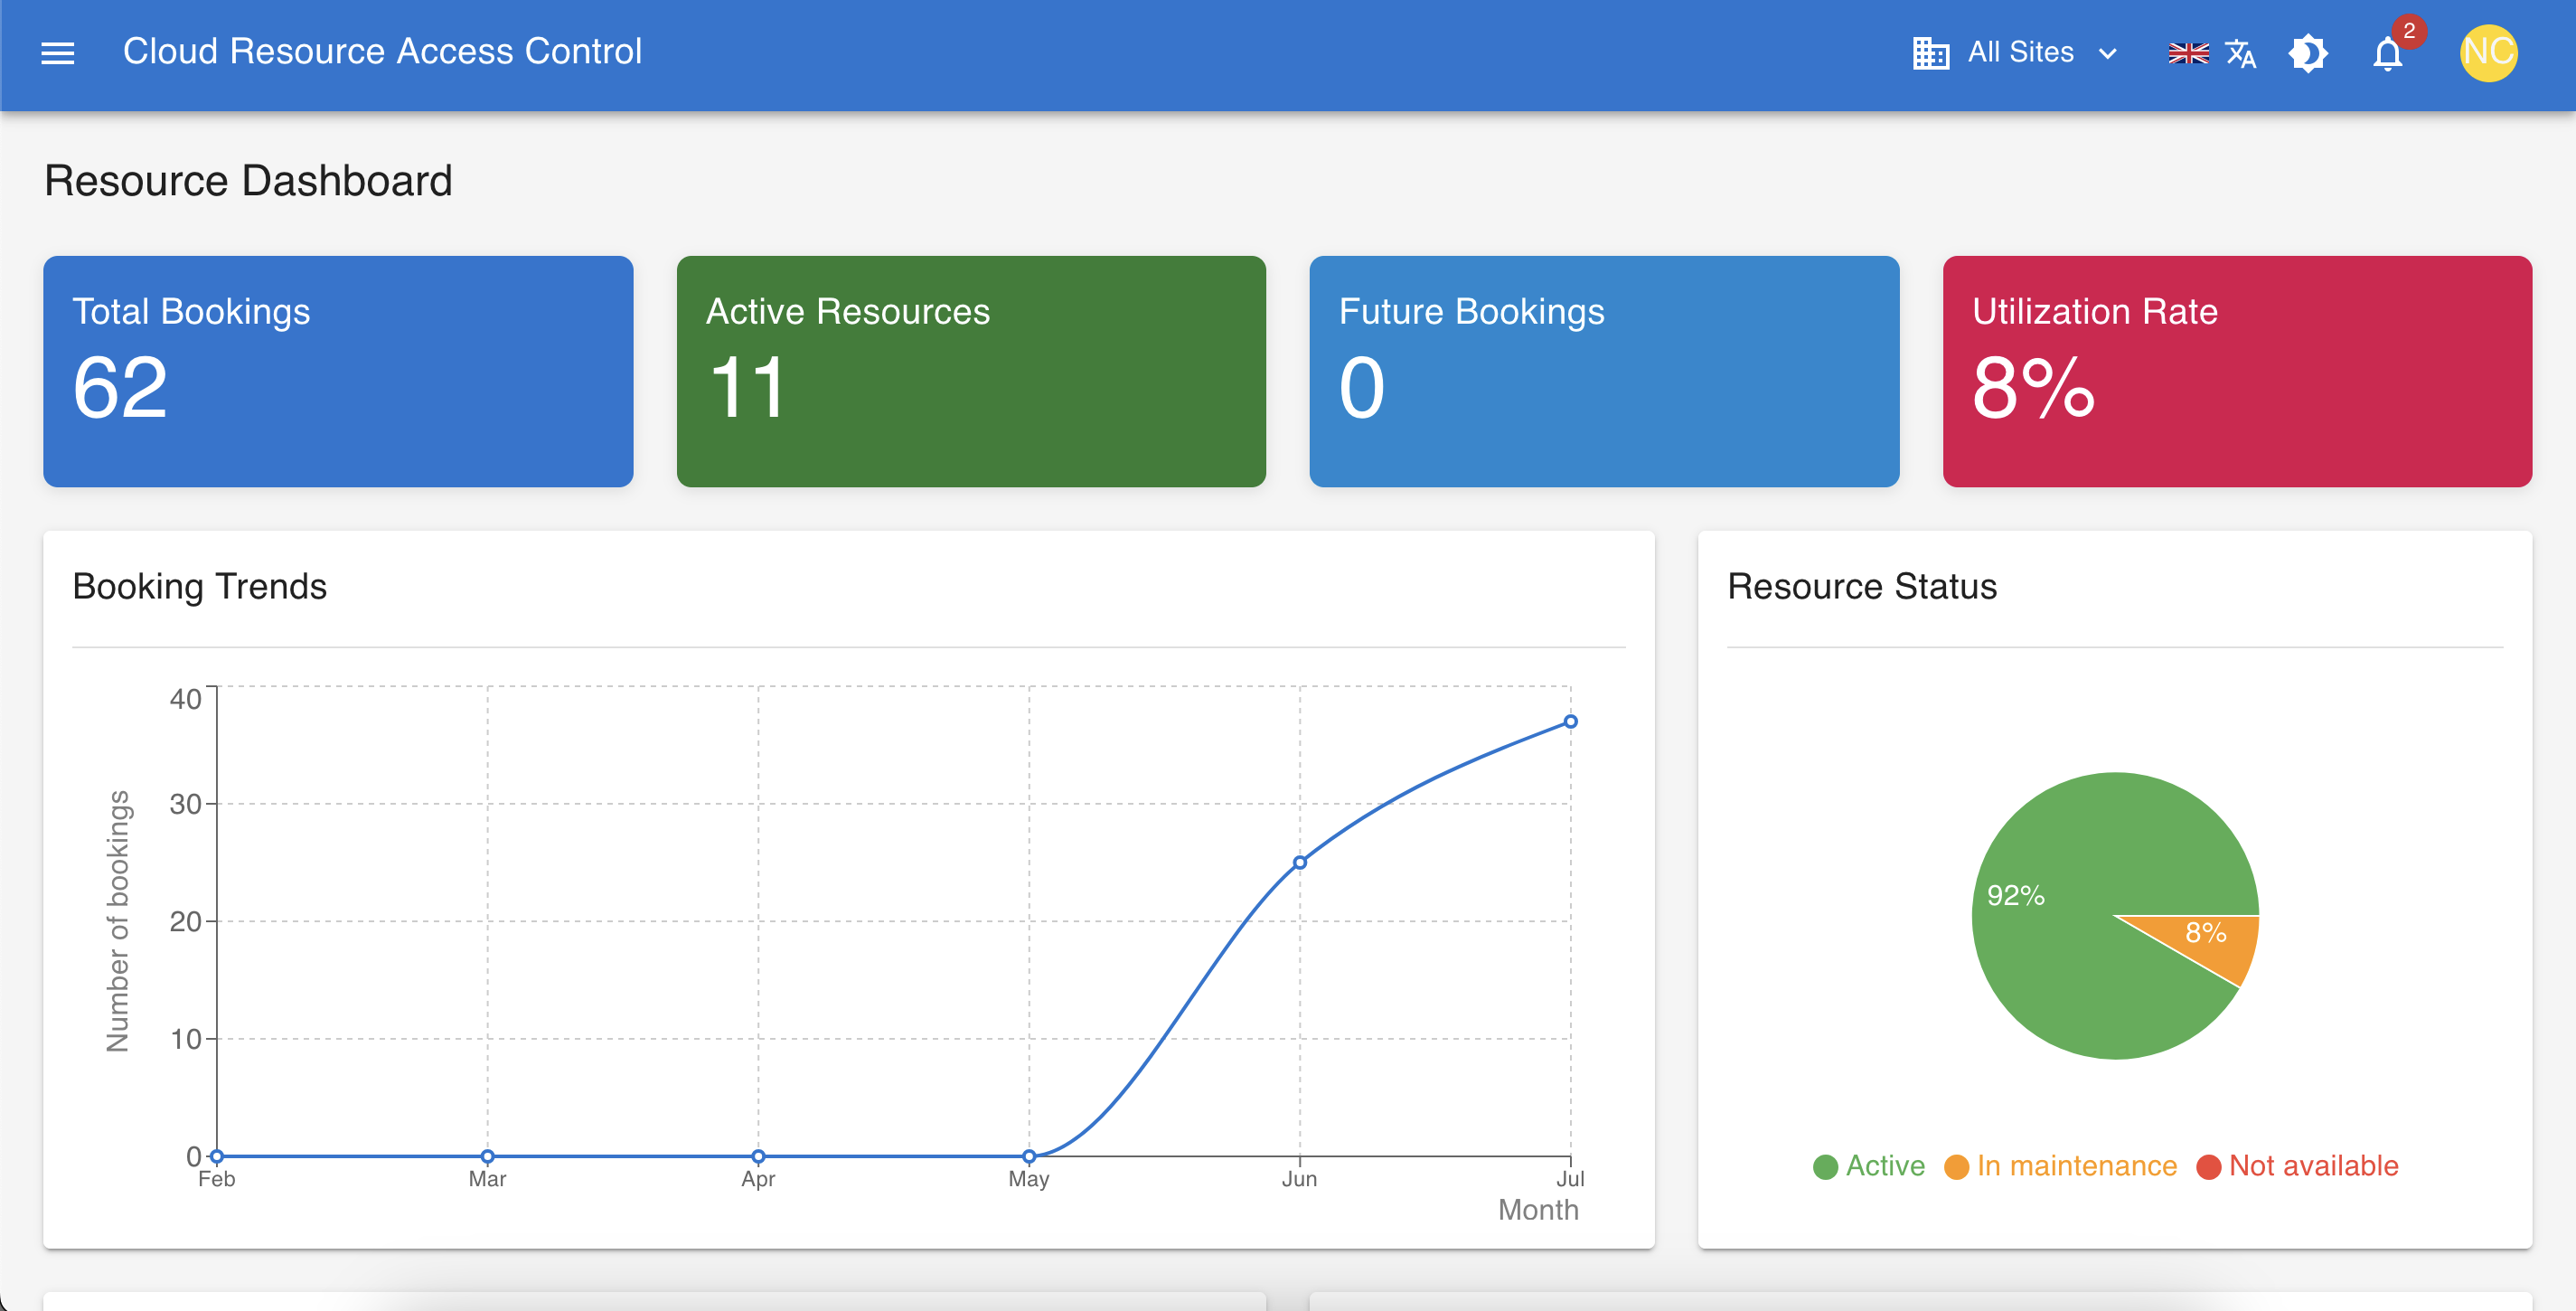 Cloud Resource Access Control
All Sites
2
NC
Resource Dashboard
Total Bookings
62
Active Resources
11
Future Bookings
0
Utilization Rate
8%
Booking Trends
40
30
20
10
0
Number of bookings
Feb Mar Apr May Jun Jul
Month
Resource Status
92%
8%
Active In maintenance Not available